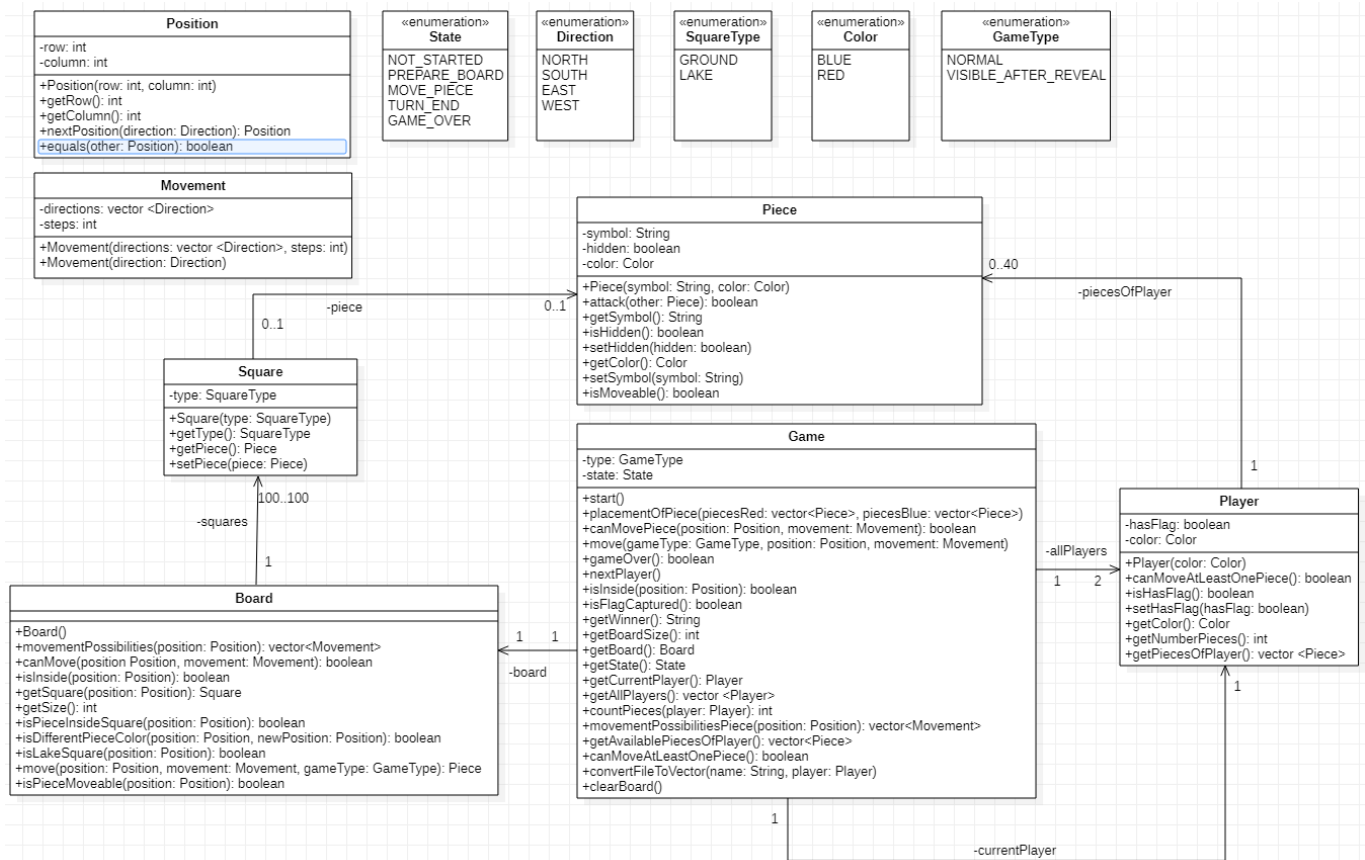 Position
-row: int
-column: int
+Position(row: int, column: int)
+getRow(): int
+getColumn(): int
+nextPosition(direction: Direction): Position
+equals(other: Position): boolean
«enumeration»
State
NOT_STARTED
PREPARE_BOARD
MOVE_PIECE
TURN_END
GAME_OVER
«enumeration»
Direction
NORTH
SOUTH
EAST
WEST
«enumeration»
SquareType
GROUND
LAKE
«enumeration»
Color
BLUE
RED
«enumeration»
GameType
NORMAL
VISIBLE_AFTER_REVEAL
Movement
-directions: vector <Direction>
-steps: int
+Movement(directions: vector <Direction>, steps: int)
+Movement(direction: Direction)
Piece
-symbol: String
-hidden: boolean
-color: Color
+Piece(symbol: String, color: Color)
+attack(other: Piece): boolean
+getSymbol(): String
+isHidden(): boolean
+setHidden(hidden: boolean)
+getColor(): Color
+setSymbol(symbol: String)
+isMoveable(): boolean
0..40
-piecesOfPlayer
1
-piece
0..1
0..1
Square
-type: SquareType
+Square(type: SquareType)
+getType(): SquareType
+getPiece(): Piece
+setPiece(piece: Piece)
100..100
-squares
1
Game
-type: GameType
-state: State
+start()
+placementOfPiece(piecesRed: vector<Piece>, piecesBlue: vector<Piece>)
+canMovePiece(position: Position, movement: Movement): boolean
+move(gameType: GameType, position: Position, movement: Movement)
+gameOver(): boolean
+nextPlayer()
+isInside(position: Position): boolean
+isFlagCaptured(): boolean
+getWinner(): String
+getBoardSize(): int
+getBoard(): Board
+getState(): State
+getCurrentPlayer(): Player
+getAllPlayers(): vector <Player>
+countPieces(player: Player): int
+movementPossibilitiesPiece(position: Position): vector<Movement>
+getAvailablePiecesOfPlayer(): vector<Piece>
+canMoveAtLeastOnePiece(): boolean
+convertFileToVector(name: String, player: Player)
+clearBoard()
-allPlayers
1
2
Player
-hasFlag: boolean
-color: Color
+Player(color: Color)
+canMoveAtLeastOnePiece(): boolean
+isHasFlag(): boolean
+setHasFlag(hasFlag: boolean)
+getColor(): Color
+getNumberPieces(): int
+getPiecesOfPlayer(): vector <Piece>
1
Board
+Board()
+movementPossibilities(position: Position): vector<Movement>
+canMove(position Position, movement: Movement): boolean
+isInside(position: Position): boolean
+getSquare(position: Position): Square
+getSize(): int
+isPieceInsideSquare(position: Position): boolean
+isDifferentPieceColor(position: Position, newPosition: Position): boolean
+isLakeSquare(position: Position): boolean
+move(position: Position, movement: Movement, gameType: GameType): Piece
+isPieceMoveable(position: Position): boolean
1
1
-board
1
-currentPlayer